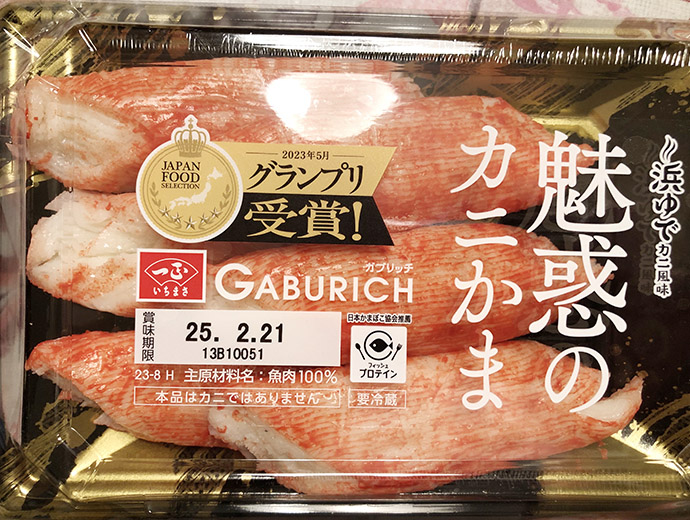 ～浜ゆでカニ風味
魅惑の
カニかま
JAPAN
FOOD
SELECTION
2023年5月
グランプリ
受賞!
一正
いちまさ
ガブリッチ
GABURICH
賞味期限
25. 2.21
13B10051
日本かまぼこ協会推薦
フィッシュ
プロテイン
23-8 H 主原材料名:魚肉100%
本品はカニではありません
要冷蔵